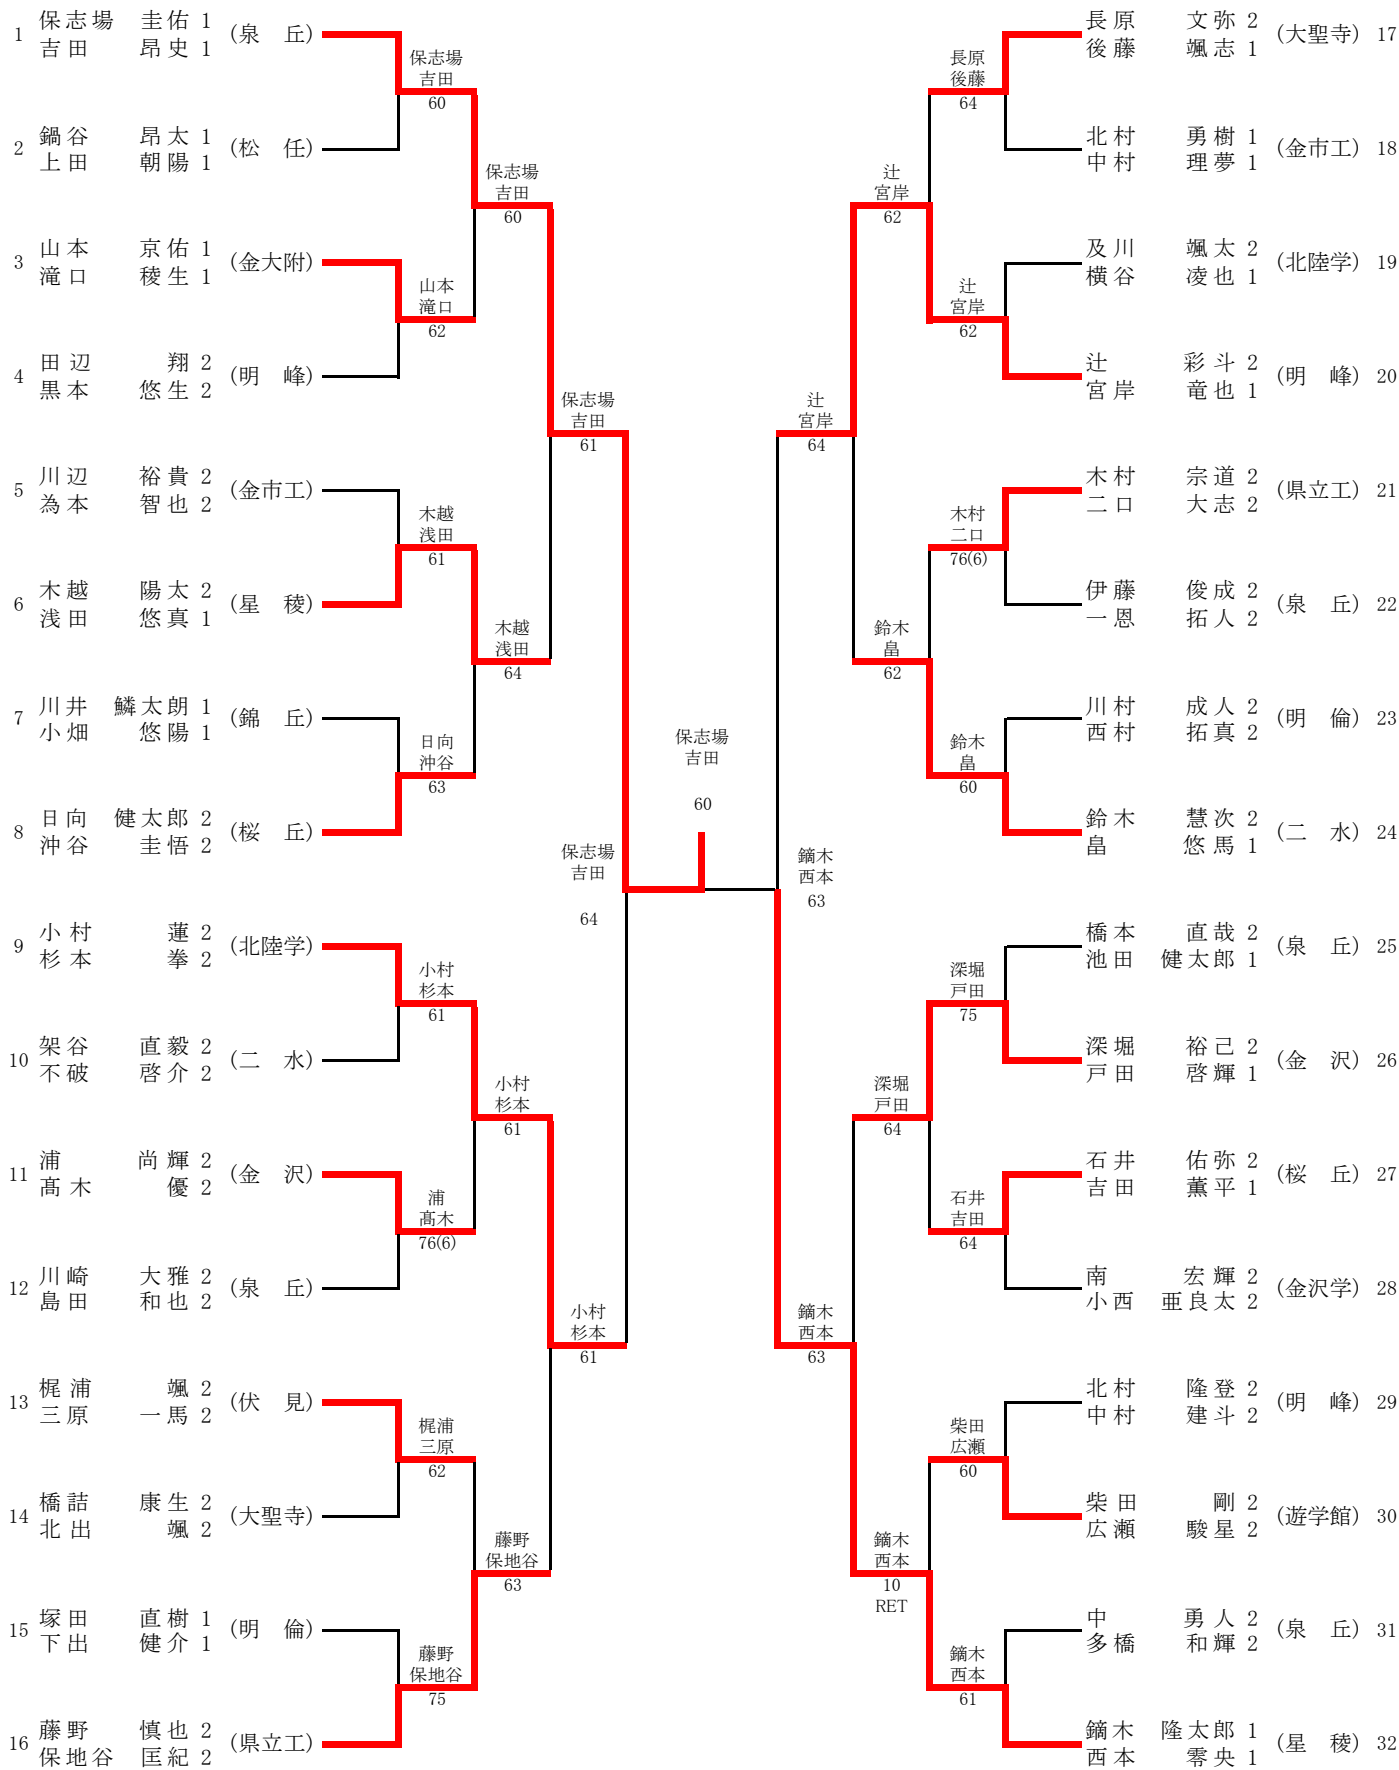 1 保志場 圭佑 1 (泉 丘)
吉田 昂史 1
2 鍋谷 昂太 1 (松 任)
上田 朝陽 1
3 山本 京佑 1 (金大附)
滝口 稜生 1
4 田辺 翔 2 (明 峰)
黒本 悠生 2
5 川辺 裕貴 2 (金市工)
為本 智也 2
6 木越 陽太 2 (星 稜)
浅田 悠真 1
7 川井 鱗太朗 1 (錦 丘)
小畑 悠陽 1
8 日向 健太郎 2 (桜 丘)
沖谷 圭悟 2
9 小村 蓮 2 (北陸学)
杉本 拳 2
10 架谷 直毅 2 (二 水)
不破 啓介 2
11 浦 尚輝 2 (金 沢)
髙木 優 2
12 川崎 大雅 2 (泉 丘)
島田 和也 2
13 梶浦 颯 2 (伏 見)
三原 一馬 2
14 橋詰 康生 2 (大聖寺)
北出 颯 2
15 塚田 直樹 1 (明 倫)
下出 健介 1
16 藤野 慎也 2 (県立工)
保地谷 匡紀 2
保志場
吉田
60
山本
滝口
62
木越
浅田
61
日向
沖谷
63
小村
杉本
61
浦
髙木
76(6)
梶浦
三原
62
藤野
保地谷
75
保志場
吉田
60
木越
浅田
64
小村
杉本
61
藤野
保地谷
63
保志場
吉田
61
小村
杉本
61
保志場
吉田
64
保志場
吉田
60
鏑木
西本
63
辻
宮岸
64
鏑木
西本
63
辻
宮岸
62
鈴木
畠
62
深堀
戸田
64
鏑木
西本
10
RET
長原
後藤
64
辻
宮岸
62
木村
二口
76(6)
鈴木
畠
60
深堀
戸田
75
石井
吉田
64
柴田
広瀬
60
鏑木
西本
61
長原 文弥 2 (大聖寺) 17
後藤 颯志 1
北村 勇樹 1 (金市工) 18
中村 理夢 1
及川 颯太 2 (北陸学) 19
横谷 凌也 1
辻 彩斗 2 (明 峰) 20
宮岸 竜也 1
木村 宗道 2 (県立工) 21
二口 大志 2
伊藤 俊成 2 (泉 丘) 22
一恩 拓人 2
川村 成人 2 (明 倫) 23
西村 拓真 2
鈴木 慧次 2 (二 水) 24
畠 悠馬 1
橋本 直哉 2 (泉 丘) 25
池田 健太郎 1
深堀 裕己 2 (金 沢) 26
戸田 啓輝 1
石井 佑弥 2 (桜 丘) 27
吉田 薫平 1
南 宏輝 2 (金沢学) 28
小西 亜良太 2
北村 隆登 2 (明 峰) 29
中村 建斗 2
柴田 剛 2 (遊学館) 30
広瀬 駿星 2
中 勇人 2 (泉 丘) 31
多橋 和輝 2
鏑木 隆太郎 1 (星 稜) 32
西本 零央 1